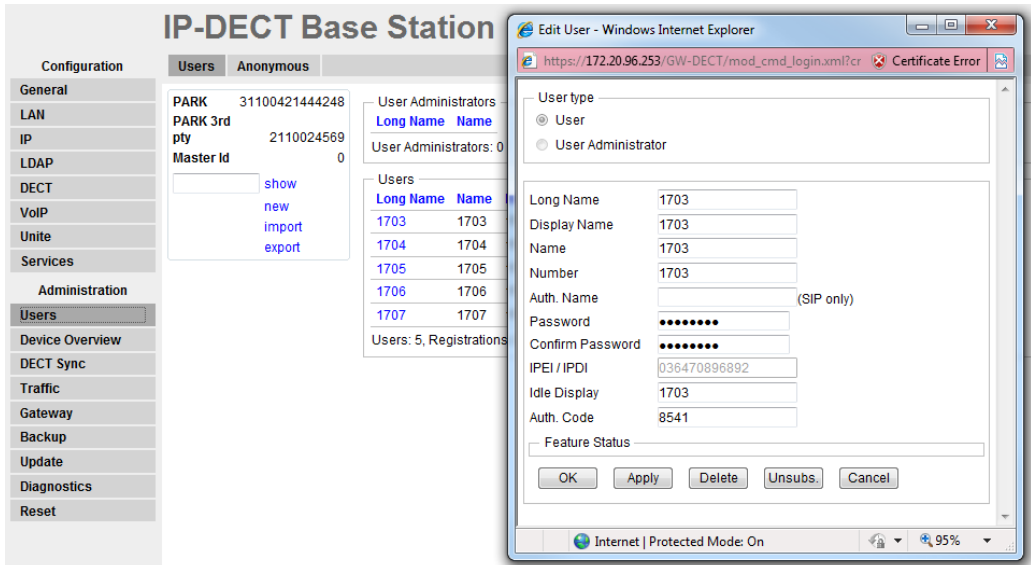 IP-DECT Base Station
Configuration
General
LAN
IP
LDAP
DECT
VoIP
Unite
Services
Administration
Users
Device Overview
DECT Sync
Traffic
Gateway
Backup
Update
Diagnostics
Reset
Users Anonymous
PARK 31100421444248
PARK 3rd
pty 2110024569
Master Id 0
show
new
import
export
User Administrators
Long Name Name
User Administrators: 0
Users
Long Name Name
1703 1703
1704 1704
1705 1705
1706 1706
1707 1707
Users: 5, Registrations
Edit User - Windows Internet Explorer
https://172.20.96.253/GW-DECT/mod_cmd_login.xml?cr Certificate Error
User type
User
User Administrator
Long Name 1703
Display Name 1703
Name 1703
Number 1703
Auth. Name (SIP only)
Password ●●●●●●●●
Confirm Password ●●●●●●●●
IPEI / IPDI 036470896892
Idle Display 1703
Auth. Code 8541
Feature Status
OK Apply Delete Unsubs. Cancel
Internet | Protected Mode: On 95%